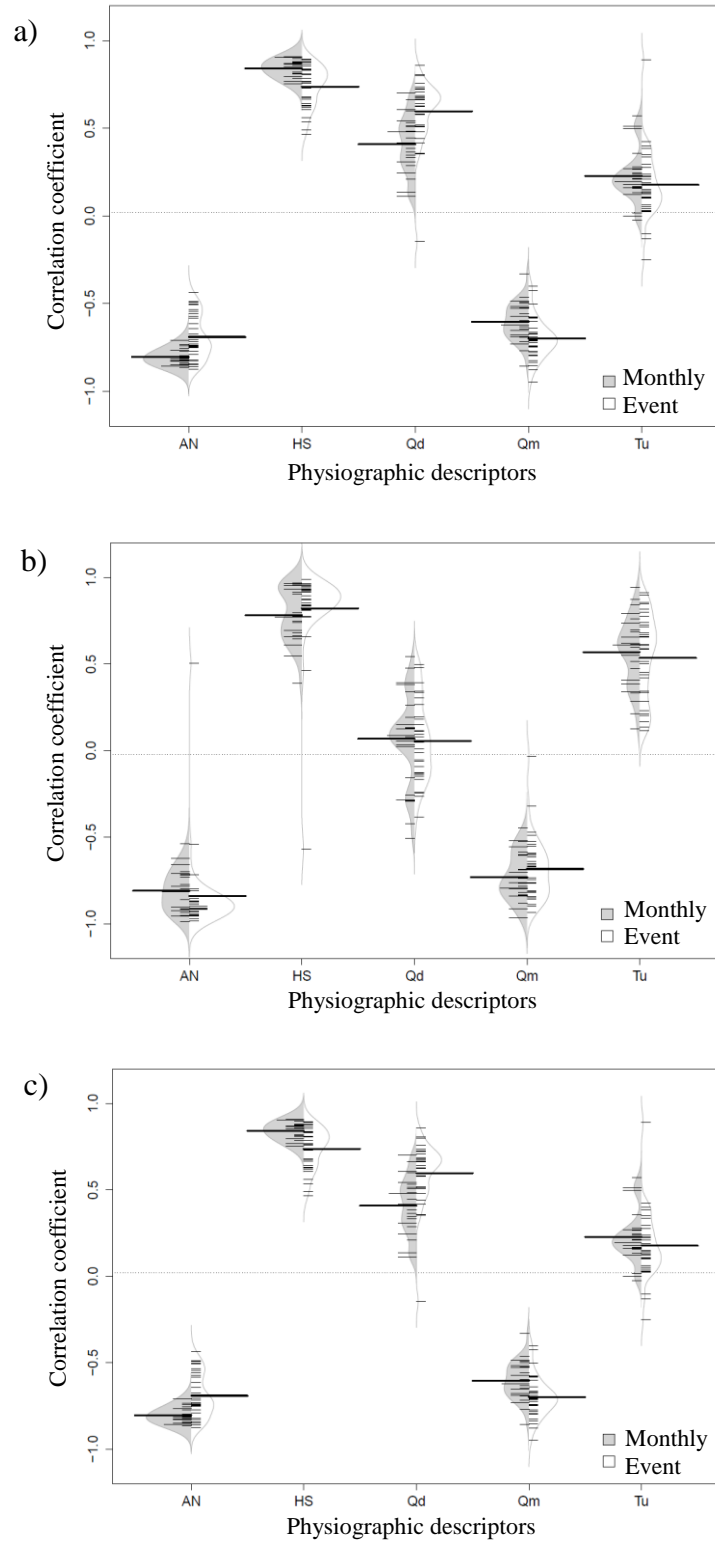 a)
Correlation coefficient
1.0
0.5
0.0
−0.5
−1.0
Monthly
Event
AN HS Qd Qm Tu
Physiographic descriptors
b)
Correlation coefficient
1.0
0.5
0.0
−0.5
−1.0
Monthly
Event
AN HS Qd Qm Tu
Physiographic descriptors
c)
Correlation coefficient
1.0
0.5
0.0
−0.5
−1.0
Monthly
Event
AN HS Qd Qm Tu
Physiographic descriptors